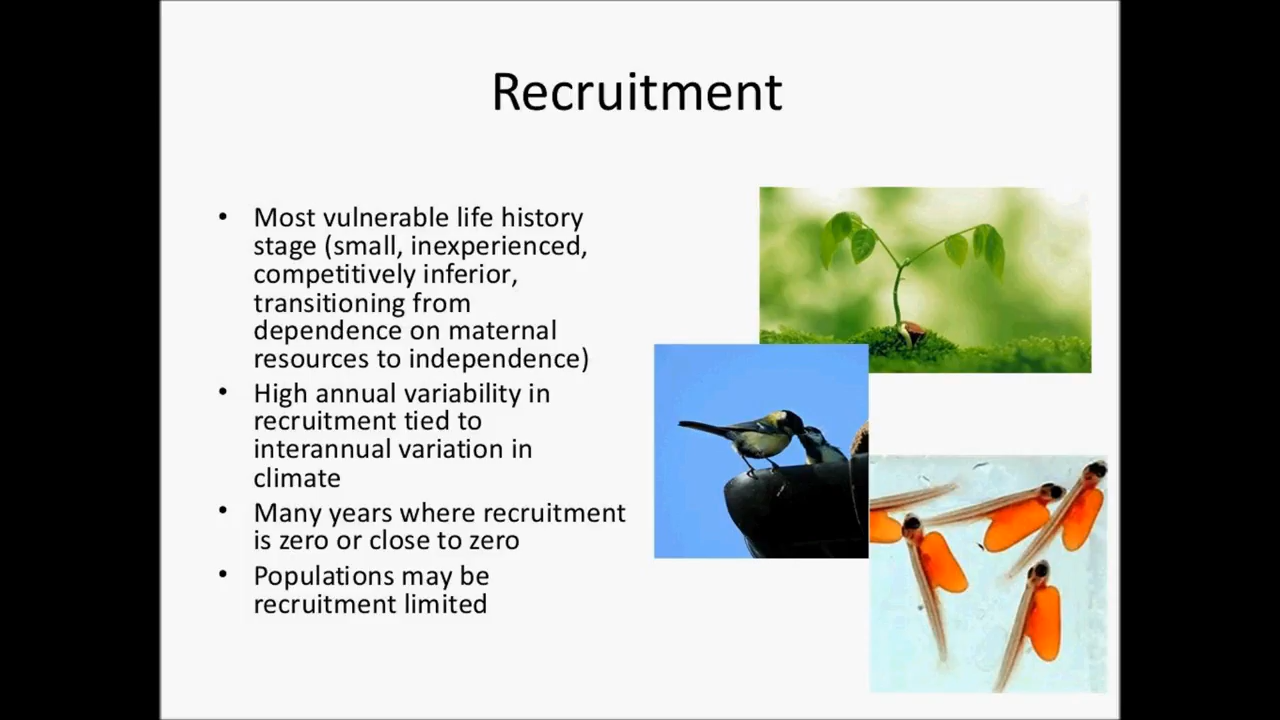 Recruitment
• Most vulnerable life history
stage (small, inexperienced,
competitively inferior,
transitioning from
dependence on maternal
resources to independence)
• High annual variability in
recruitment tied to
interannual variation in
climate
• Many years where recruitment
is zero or close to zero
• Populations may be
recruitment limited